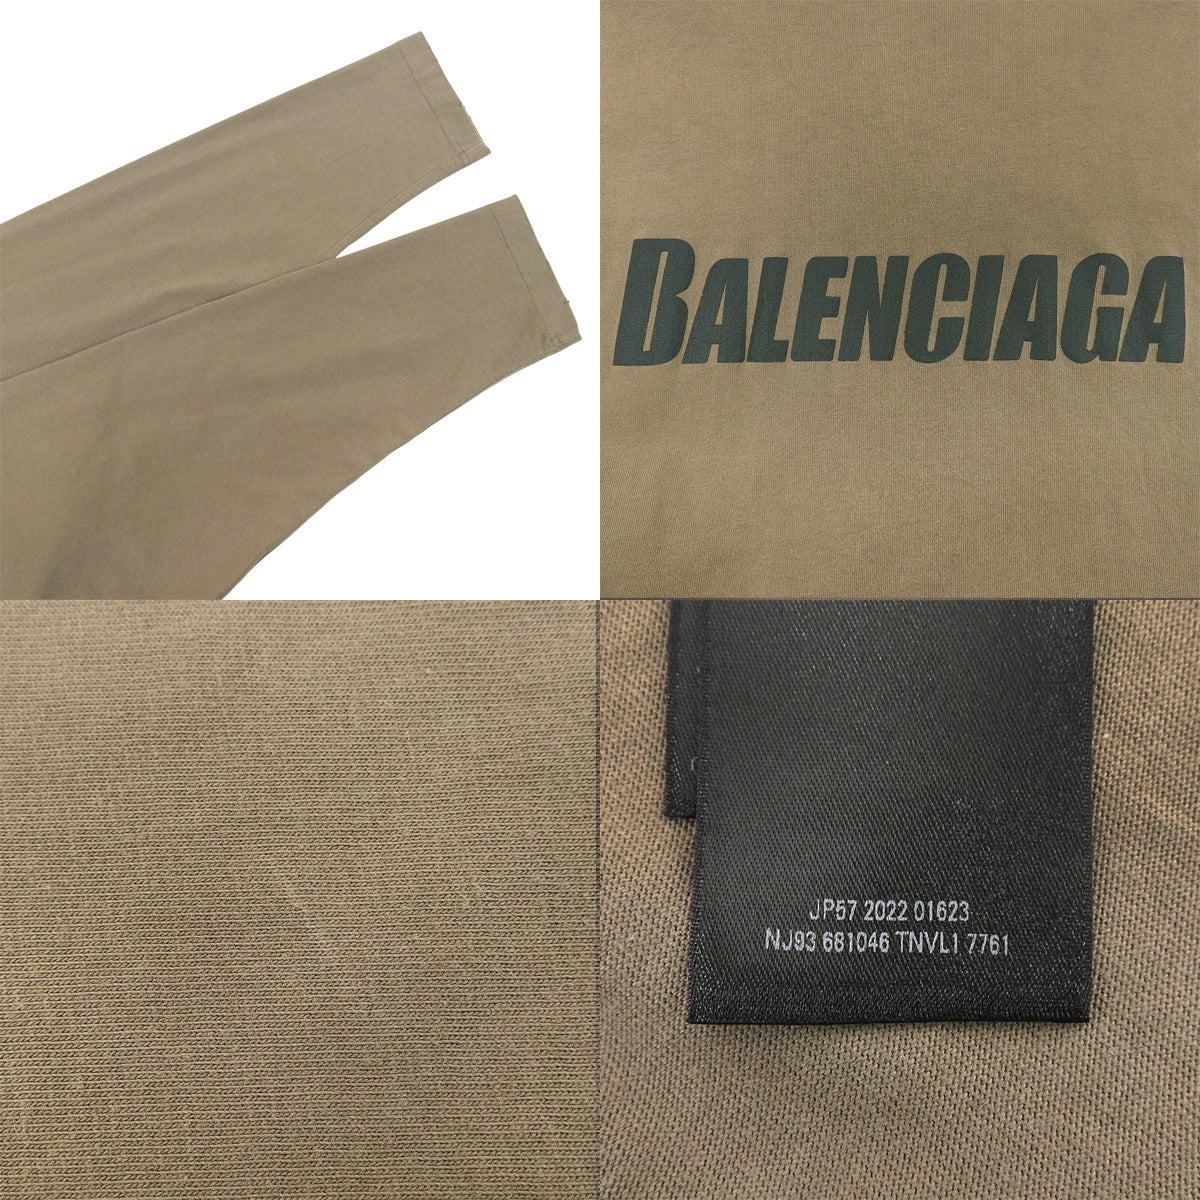 BALENCIAGA
JP57 2022 01623
NJ93 681046 TNVL1 7761